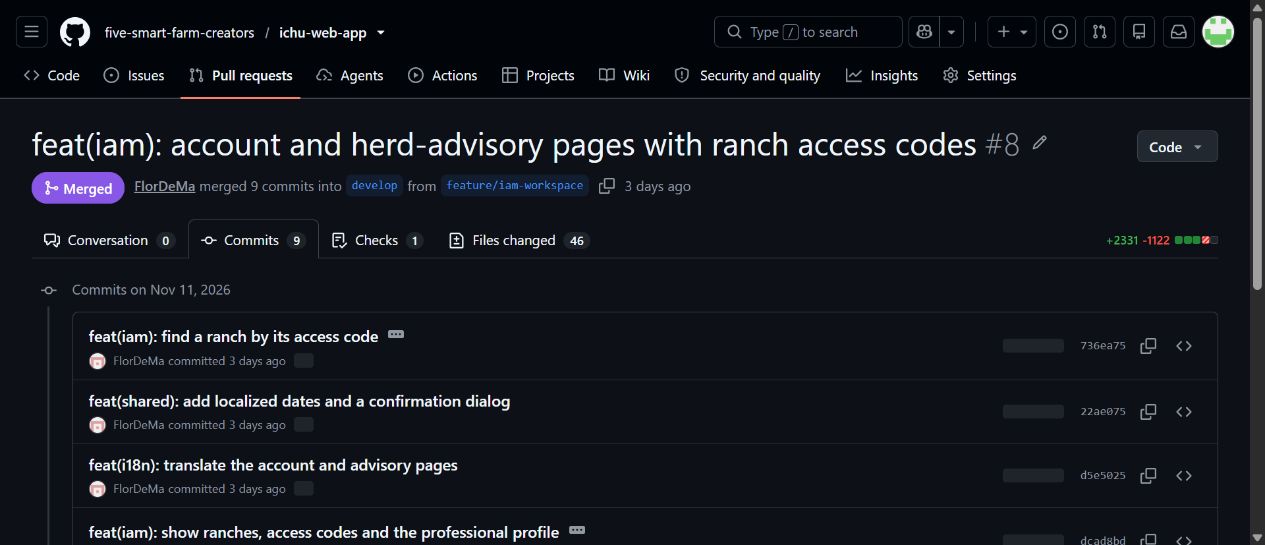 five-smart-farm-creators / ichu-web-app
Type / to search
Code Issues Pull requests Agents Actions Projects Wiki Security and quality Insights Settings
feat(iam): account and herd-advisory pages with ranch access codes #8
Code
Merged FlorDeMa merged 9 commits into develop from feature/iam-workspace 3 days ago
Conversation 0 Commits 9 Checks 1 Files changed 46 +2331 -1122
Commits on Nov 11, 2026
feat(iam): find a ranch by its access code
FlorDeMa committed 3 days ago
736ea75
feat(shared): add localized dates and a confirmation dialog
FlorDeMa committed 3 days ago
22ae075
feat(i18n): translate the account and advisory pages
FlorDeMa committed 3 days ago
d5e5025
feat(iam): show ranches, access codes and the professional profile
dcad8bd